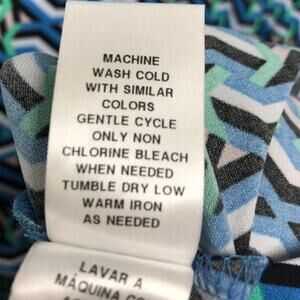 MACHINE
WASH COLD
WITH SIMILAR
COLORS
GENTLE CYCLE
ONLY NON
CHLORINE BLEACH
WHEN NEEDED
TUMBLE DRY LOW
WARM IRON
AS NEEDED
LAVAR A
MÁQUINA